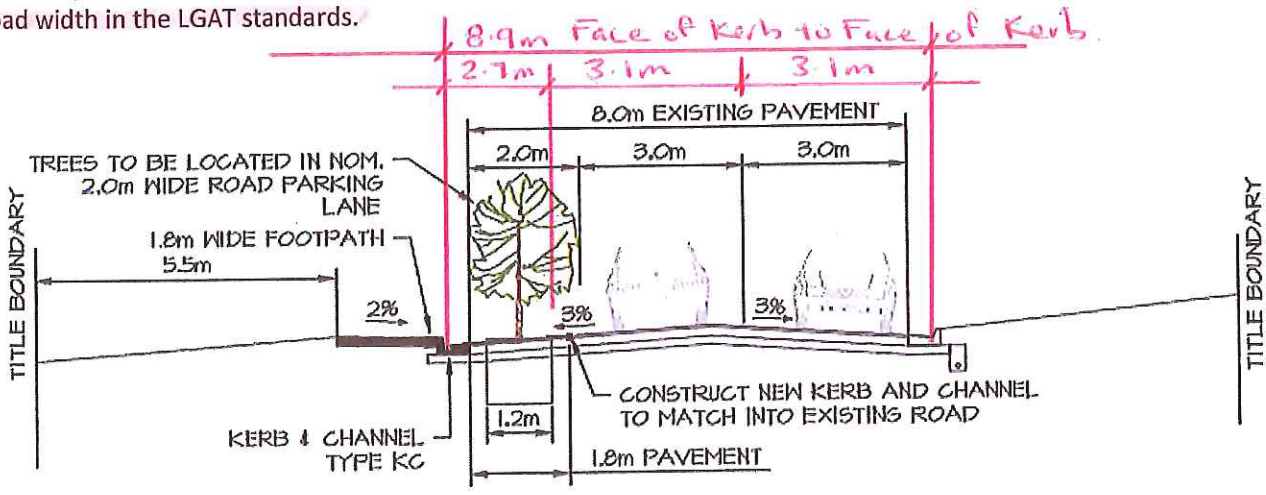 oad width in the LGAT standards.
8.9m Face of Kerb to Face of Kerb.
2.7m 3.1m 3.1m
8.0m EXISTING PAVEMENT
2.0m 3.0m 3.0m
TREES TO BE LOCATED IN NOM.
2.0m WIDE ROAD PARKING
LANE
1.8m WIDE FOOTPATH
5.5m
TITLE BOUNDARY
2% 3% 3%
TITLE BOUNDARY
CONSTRUCT NEW KERB AND CHANNEL
TO MATCH INTO EXISTING ROAD
1.2m
KERB & CHANNEL
TYPE KC
1.8m PAVEMENT